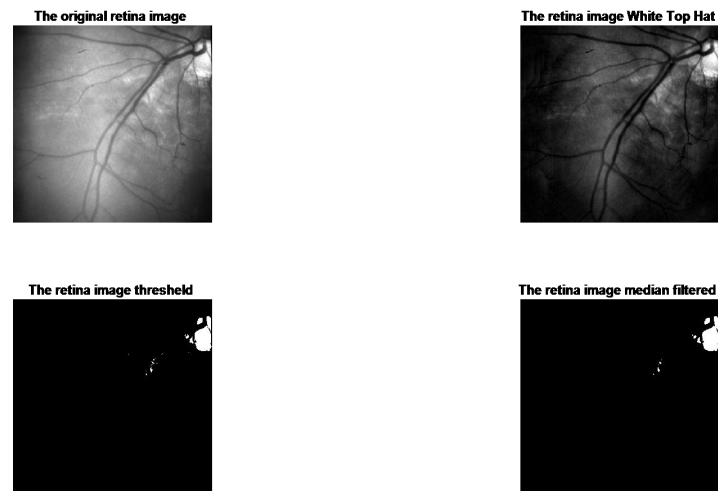 The original retina image
The retina image White Top Hat
The retina image thresheld
The retina image median filtered